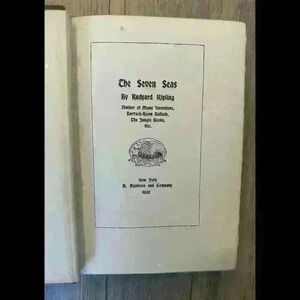 The Seven Seas
By Rudyard Kipling
Author of Many Inventions,
Barrack-Room Ballads,
The Jungle Books,
Etc.
New York
D. Appleton and Company